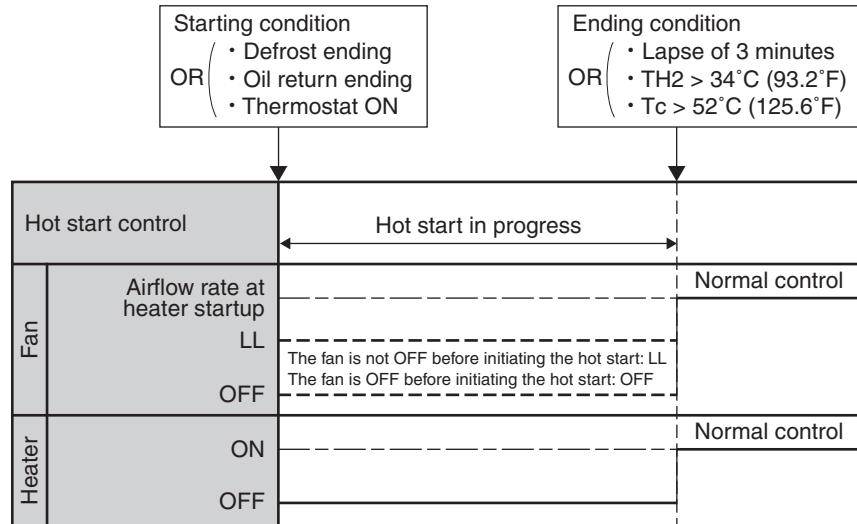 Starting condition
OR
・Defrost ending
・Oil return ending
・Thermostat ON
Ending condition
OR
・Lapse of 3 minutes
・TH2 > 34˚C (93.2˚F)
・Tc > 52˚C (125.6˚F)
Hot start control
Hot start in progress
Fan
Airflow rate at
heater startup
LL
OFF
Normal control
The fan is not OFF before initiating the hot start: LL
The fan is OFF before initiating the hot start: OFF
Heater
ON
OFF
Normal control